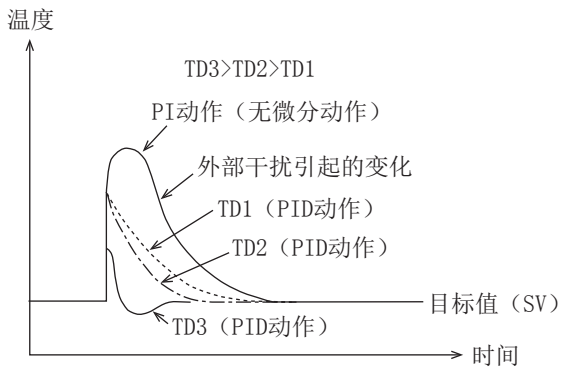 温度
TD3>TD2>TD1
PI动作（无微分动作）
外部干扰引起的变化
TD1（PID动作）
TD2（PID动作）
目标值（SV）
TD3（PID动作）
时间